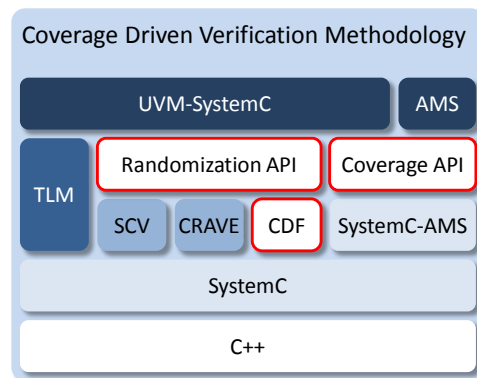 Coverage Driven Verification Methodology
UVM-SystemC AMS
Randomization API Coverage API
TLM
SCV CRAVE CDF SystemC-AMS
SystemC
C++